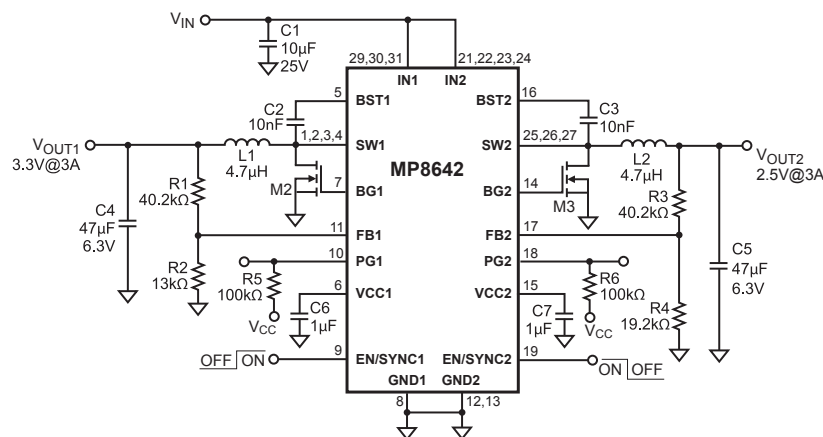 VIN
C1
10µF
25V
29,30,31
21,22,23,24
IN1
IN2
5
BST1
BST2
16
C2
10nF
C3
10nF
VOUT1
3.3V@3A
L1
4.7µH
1,2,3,4
SW1
SW2
25,26,27
L2
4.7µH
VOUT2
2.5V@3A
MP8642
M2
7
BG1
BG2
14
M3
R1
40.2kΩ
R3
40.2kΩ
C4
47µF
6.3V
11
FB1
FB2
17
10
PG1
PG2
18
R2
13kΩ
R5
100kΩ
VCC
6
VCC1
VCC2
15
C6
1µF
C7
1µF
R6
100kΩ
VCC
R4
19.2kΩ
C5
47µF
6.3V
OFF ON
9
EN/SYNC1
EN/SYNC2
19
ON OFF
GND1
GND2
8
12,13